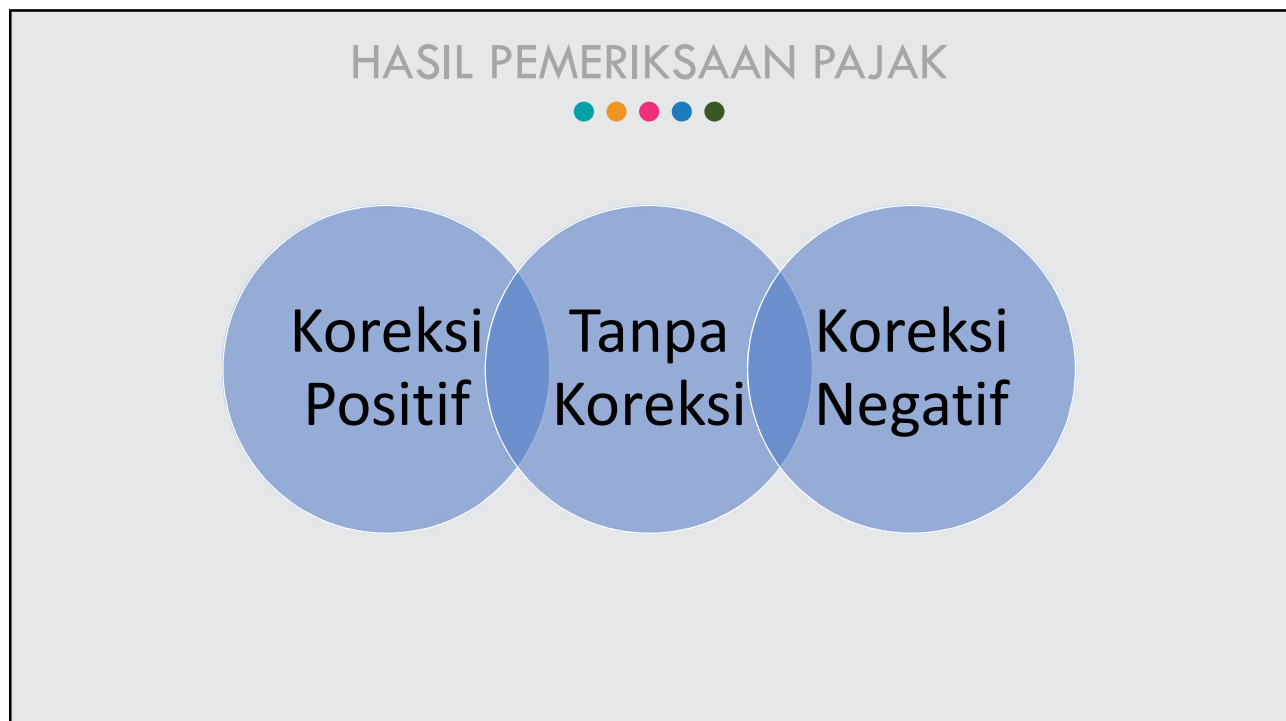 HASIL PEMERIKSAAN PAJAK
Koreksi
Positif
Tanpa
Koreksi
Koreksi
Negatif